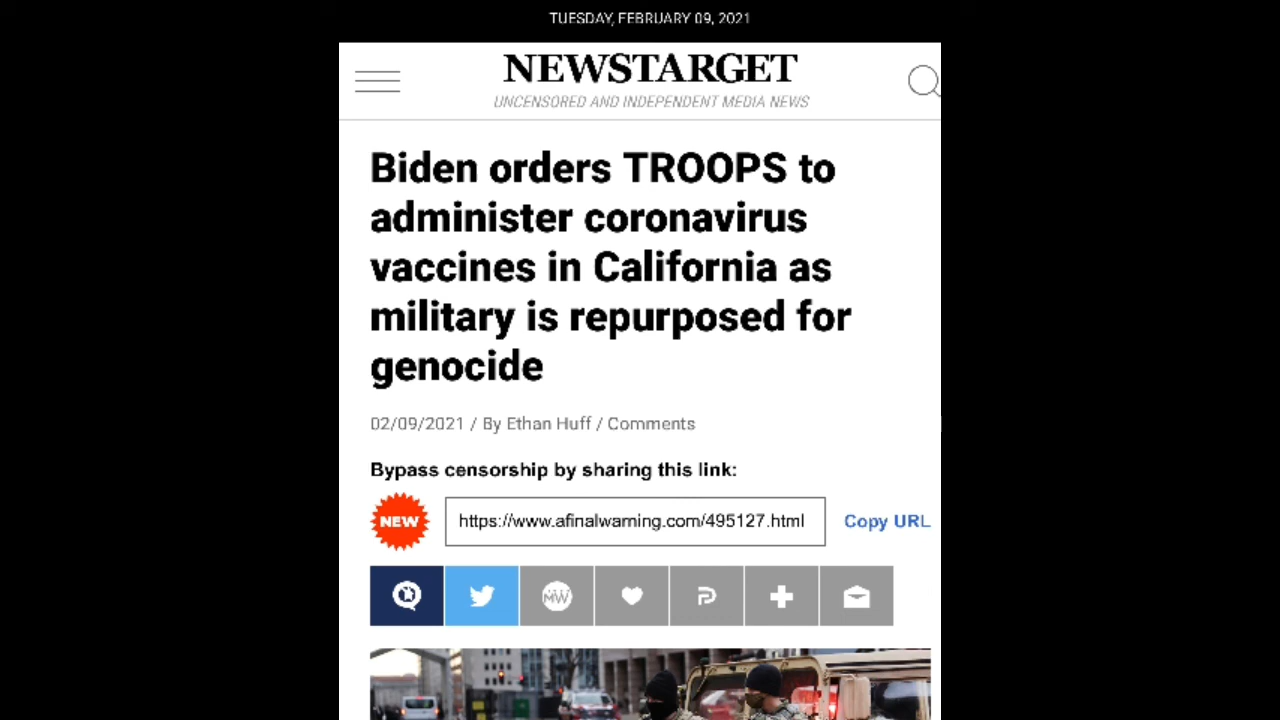 TUESDAY, FEBRUARY 09, 2021
NEWSTARGET
UNCENSORED AND INDEPENDENT MEDIA NEWS
Biden orders TROOPS to
administer coronavirus
vaccines in California as
military is repurposed for
genocide
02/09/2021 / By Ethan Huff / Comments
Bypass censorship by sharing this link:
NEW
https://www.afinalwarning.com/495127.html
Copy URL
MW